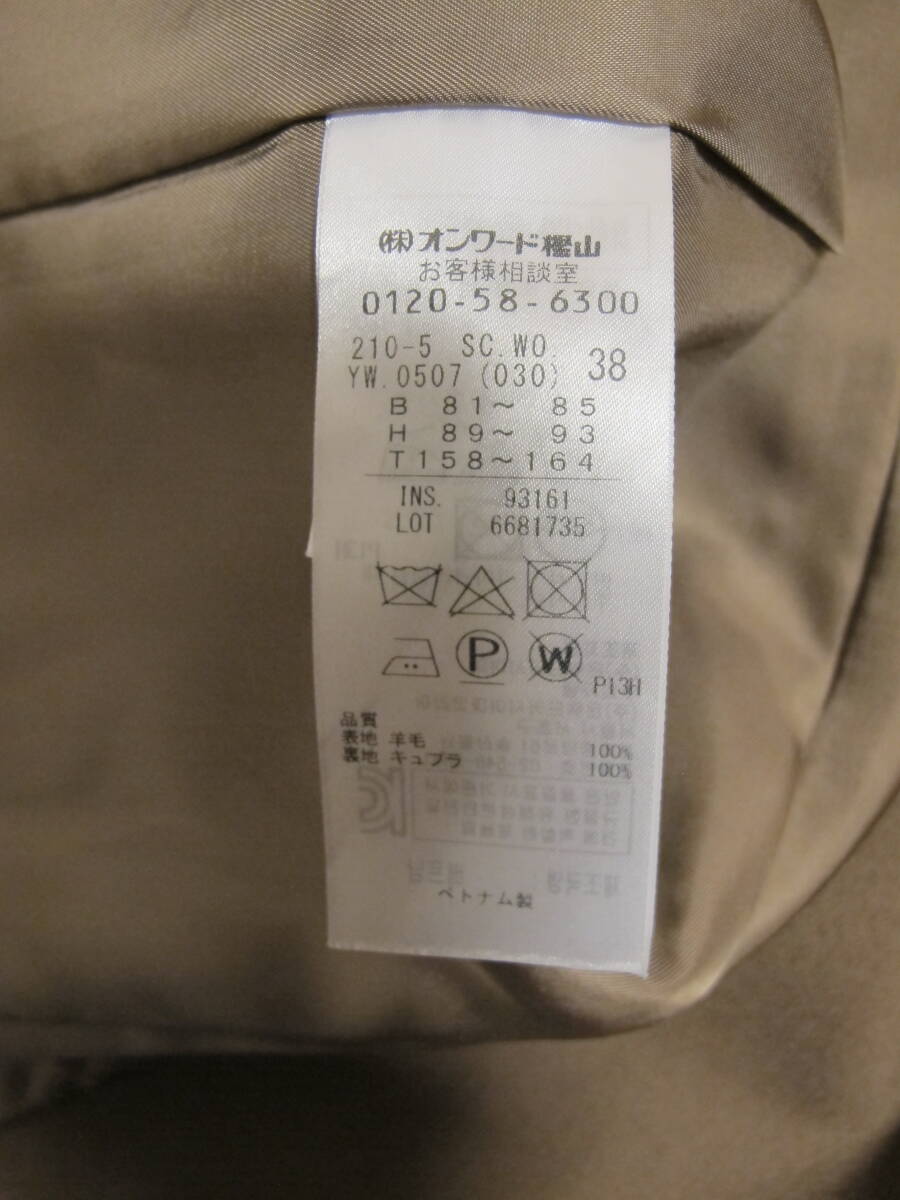 ㈱オンワード樫山
お客様相談室
0120-58-6300
210-5 SC.WO. 38
YW.0507 (030)
B 81～ 85
H 89～ 93
T158～164
INS. 93161
LOT 6681735
P W
P13H
品質
表地 羊毛 100%
裏地 キュプラ 100%
ベトナム製